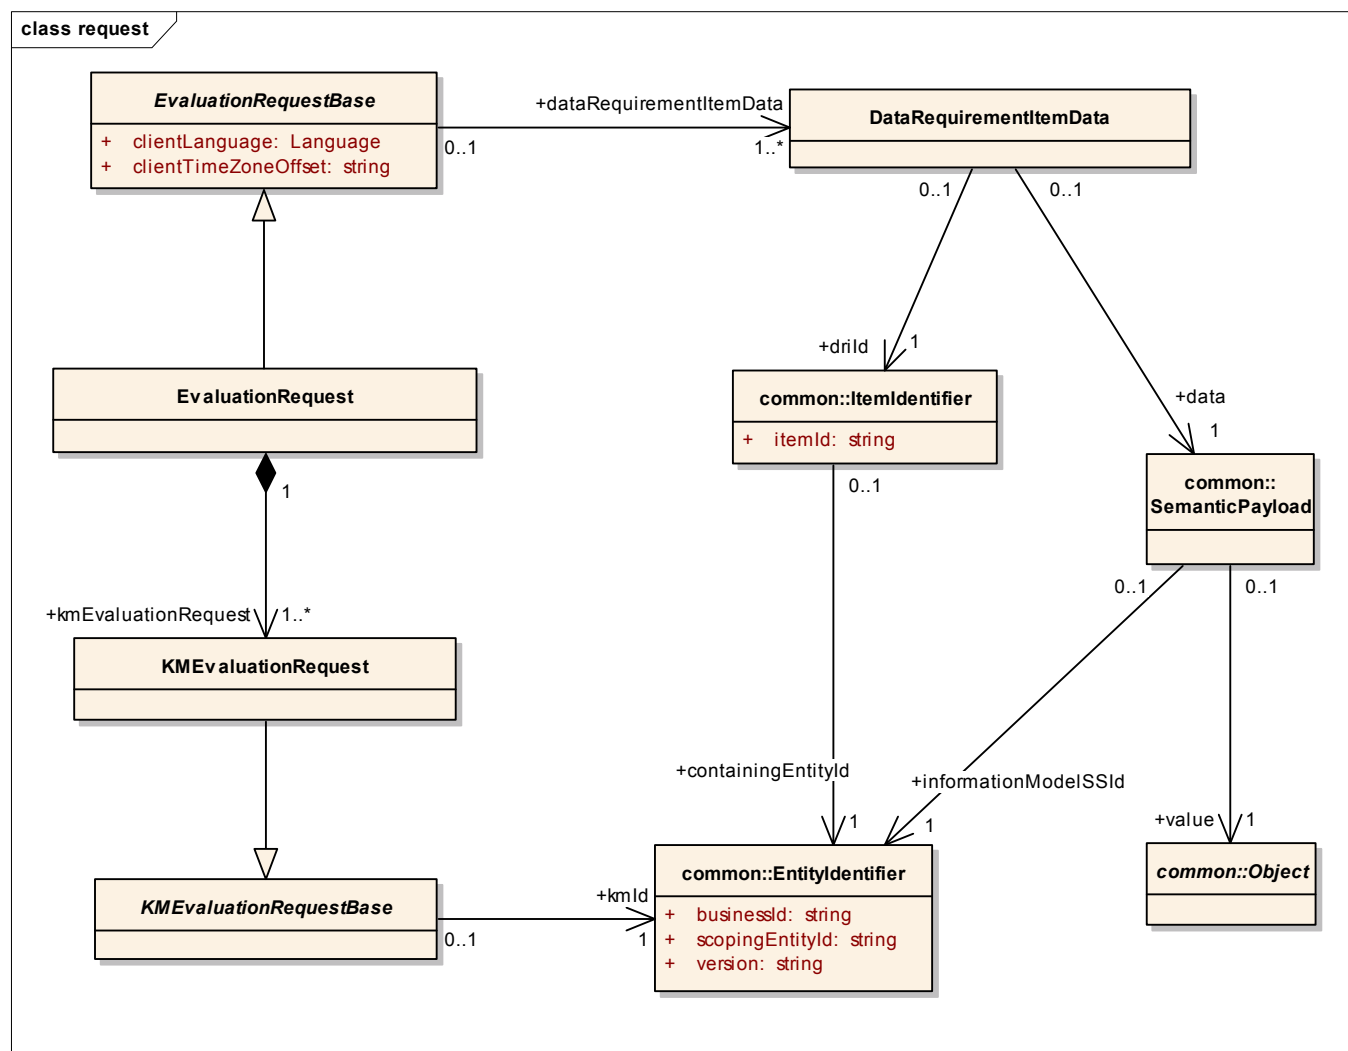 class request
EvaluationRequestBase
+ clientLanguage: Language
+ clientTimeZoneOffset: string
+dataRequirementItemData
0..1
1..*
DataRequirementItemData
0..1
0..1
+driId
1
+data
1
EvaluationRequest
1
common::ItemIdentifier
+ itemId: string
0..1
common::
SemanticPayload
0..1
0..1
+kmEvaluationRequest
1..*
KMEvaluationRequest
+containingEntityId
1
+informationModelSSId
1
+value
1
KMEvaluationRequestBase
0..1
+kmId
1
common::EntityIdentifier
+ businessId: string
+ scopingEntityId: string
+ version: string
common::Object